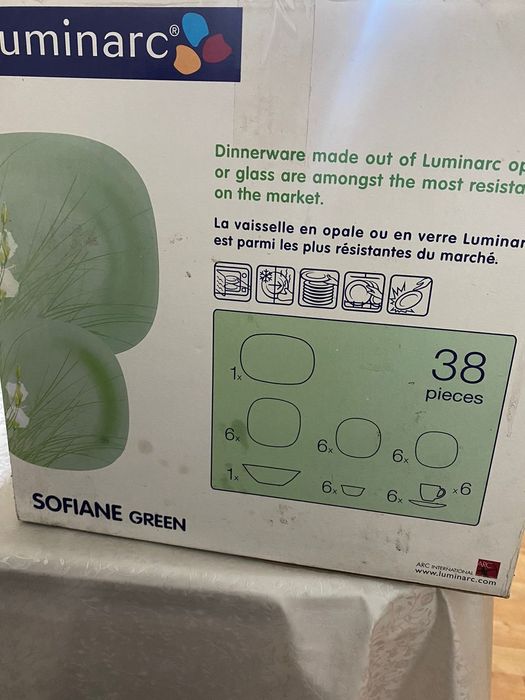 uminarc®
Dinnerware made out of Luminarc op
or glass are amongst the most resista
on the market.
La vaisselle en opale ou en verre Luminar
est parmi les plus résistantes du marché.
38
pieces
1x
6x
6x
6x
1x
6x
6x
x6
SOFIANE GREEN
ARC INTERNATIONAL
ARC
www.luminarc.com